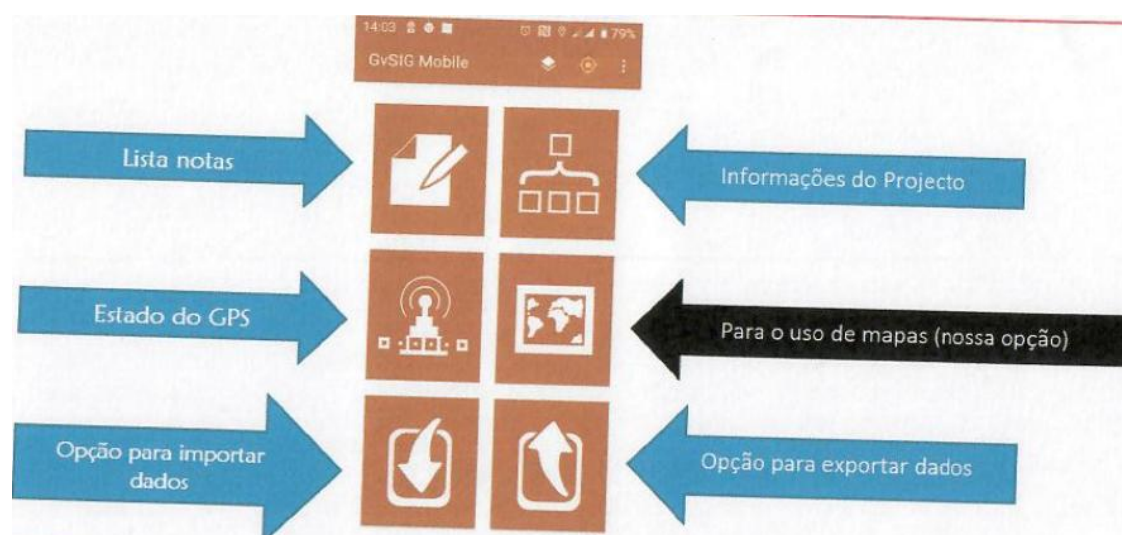 14:03 79%
GvSIG Mobile
Lista notas
Informações do Projecto
Estado do GPS
Para o uso de mapas (nossa opção)
Opção para importar
dados
Opção para exportar dados